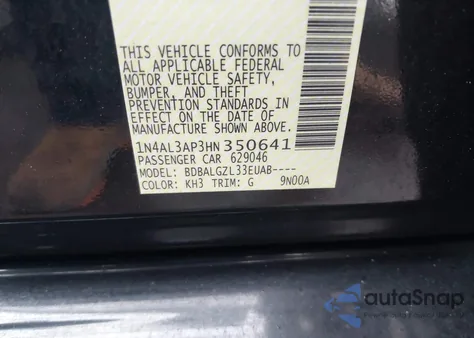 THIS VEHICLE CONFORMS TO
ALL APPLICABLE FEDERAL
MOTOR VEHICLE SAFETY,
BUMPER, AND THEFT
PREVENTION STANDARDS IN
EFFECT ON THE DATE OF
MANUFACTURE SHOWN ABOVE.
1N4AL3AP3HN350641
PASSENGER CAR 629046
MODEL: BDBALGZL33EUAB----
COLOR: KH3 TRIM: G 9N00A
autoSnap